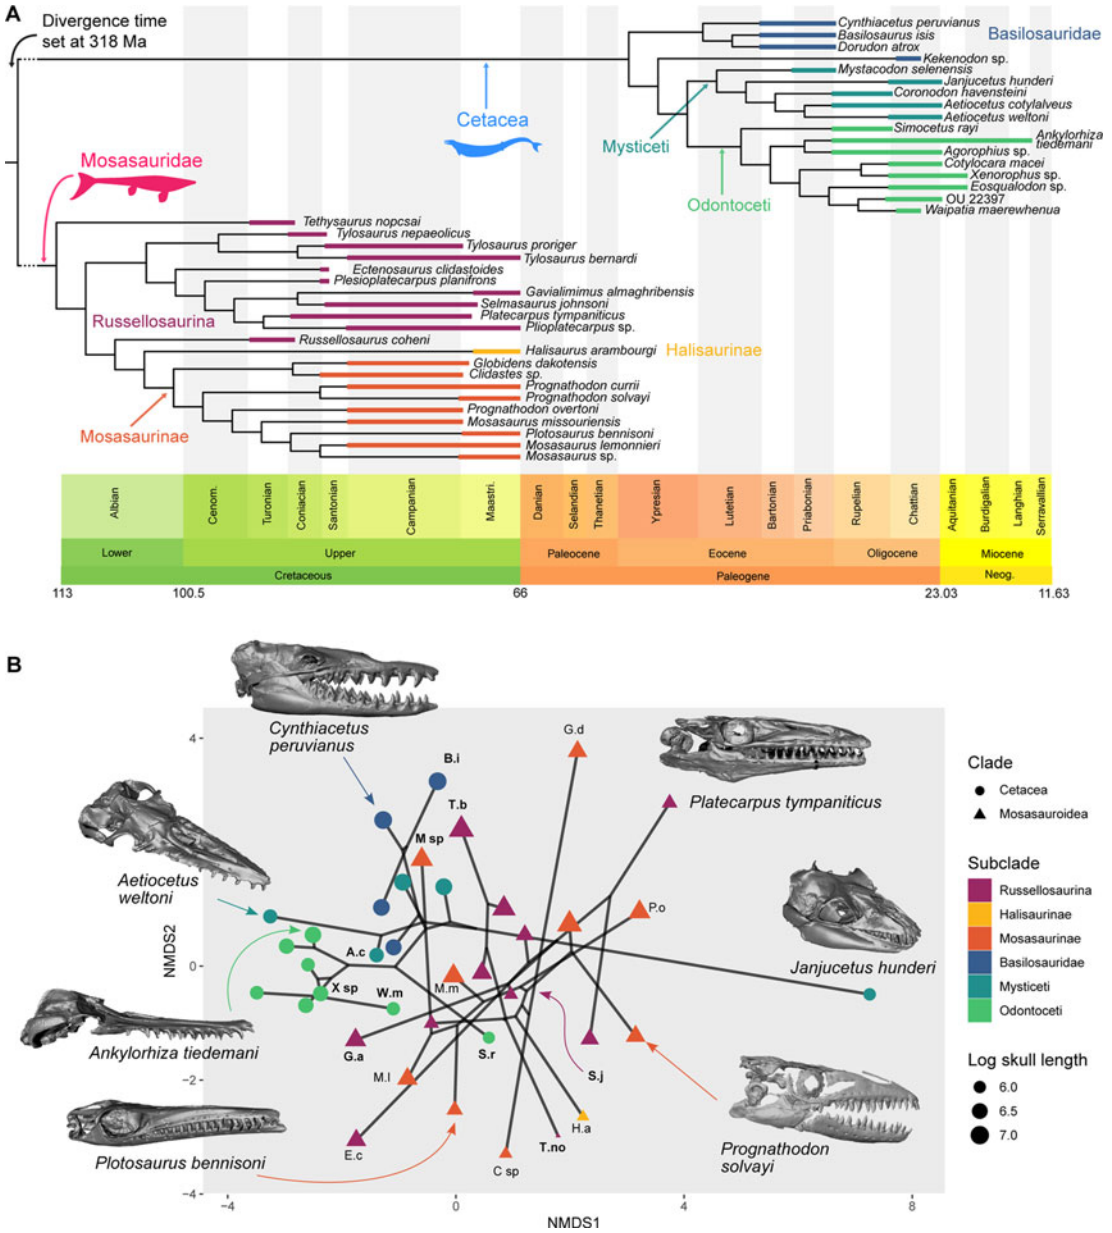 A
Divergence time
set at 318 Ma
Cynthiacetus peruvianus
Basilosaurus isis
Basilosauridae
Dorudon atrox
Kekenodon sp.
Mystacodon selenensis
Janjucetus hunderi
Coronodon havensteini
Cetacea
Aetiocetus cotylalveus
Aetiocetus weltoni
Mysticeti
Simocetus rayi
Ankylorhiza
tiedemani
Agorophius sp.
Mosasauridae
Cotylocara macei
Xenorophus sp.
Eosqualodon sp.
OU 22397
Odontoceti
Waipatia maerewhenua
Tethysaurus nopcsai
Tylosaurus nepaeolicus
Tylosaurus proriger
Tylosaurus bernardi
Ectenosaurus clidastoides
Plesioplatecarpus planifrons
Gavialimimus almaghribensis
Selmasaurus johnsoni
Russellosaurina
Platecarpus tympaniticus
Plioplatecarpus sp.
Russellosaurus coheni
Halisaurus arambourgi
Halisaurinae
Globidens dakotensis
Clidastes sp.
Prognathodon currii
Prognathodon solvayi
Prognathodon overtoni
Mosasaurus missouriensis
Mosasaurinae
Plotosaurus bennisoni
Mosasaurus lemonnieri
Mosasaurus sp.
Albian
Cenom.
Turonian
Coniacian
Santonian
Campanian
Maastri.
Danian
Selandian
Thanetian
Ypresian
Lutetian
Bartonian
Priabonian
Rupelian
Chattian
Aquitanian
Burdigalian
Langhian
Serravallian
Lower
Upper
Paleocene
Eocene
Oligocene
Miocene
Cretaceous
Paleogene
Neog.
113
100.5
66
23.03
11.63
B
Cynthiacetus
peruvianus
G.d
4
B.i
T.b
Platecarpus tympaniticus
M sp
Clade
Cetacea
Mosasauroidea
Aetiocetus
weltoni
Subclade
Russellosaurina
Halisaurinae
Mosasaurinae
Basilosauridae
Mysticeti
Odontoceti
P.o
A.c
NMDS2
0
Janjucetus hunderi
X sp
W.m
M.m
Ankylorhiza tiedemani
G.a
S.r
S.j
M.l
−2
Log skull length
6.0
6.5
7.0
H.a
T.no
E.c
C sp
Plotosaurus bennisoni
Prognathodon
solvayi
−4
−4
0
4
8
NMDS1